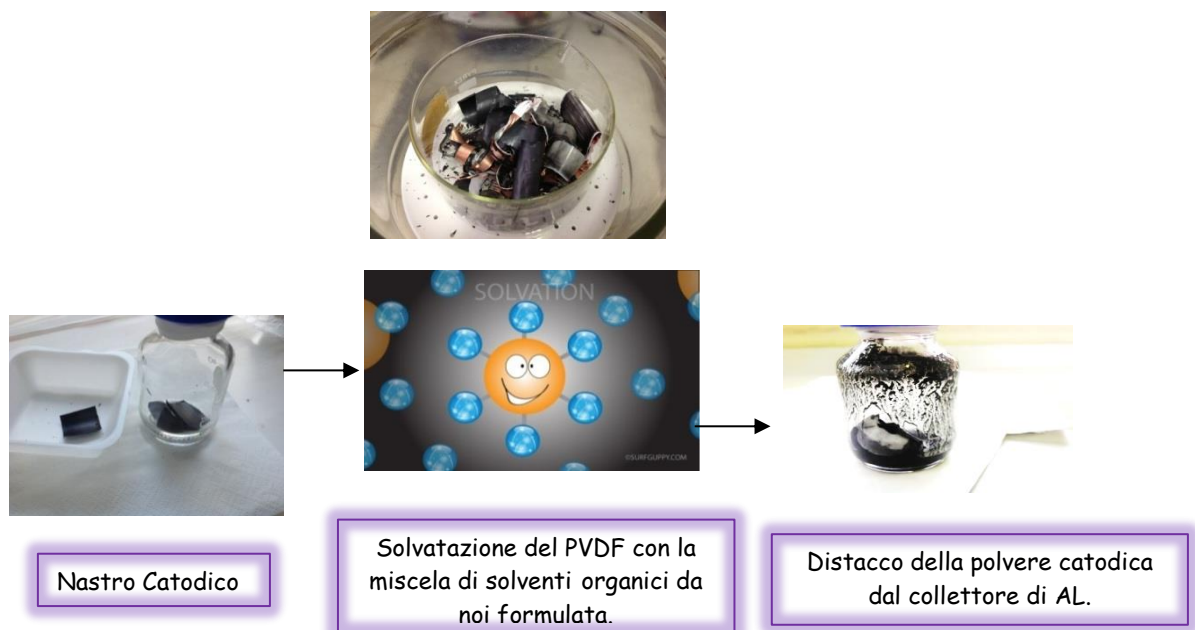 SOLVATION
©SURFGUPPY.COM
Nastro Catodico
Solvatazione del PVDF con la
miscela di solventi organici da
noi formulata.
Distacco della polvere catodica
dal collettore di AL.